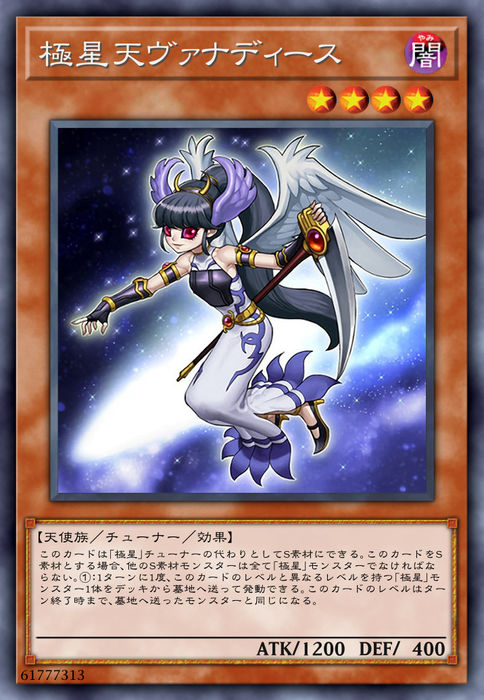 極星天ヴァナディース
やみ
闇
【天使族／チューナー／効果】
このカードは「極星」チューナーの代わりとしてS素材にできる。このカードをS
素材とする場合、他のS素材モンスターは全て「極星」モンスターでなければな
らない。①：1ターンに1度、このカードのレベルと異なるレベルを持つ「極星」モ
ンスター1体をデッキから墓地へ送って発動できる。このカードのレベルはター
ン終了時まで、墓地へ送ったモンスターと同じになる。
ATK/1200 DEF/ 400
61777313